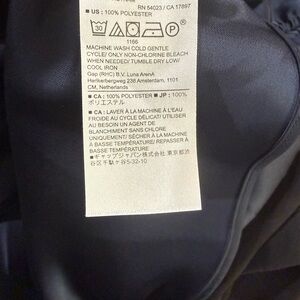 RN 54023 / CA 17897
■ US : 100% POLYESTER
30
P
1166
MACHINE WASH COLD GENTLE
CYCLE/ ONLY NON-CHLORINE BLEACH
WHEN NEEDED/ TUMBLE DRY LOW/
COOL IRON
Gap (RHC) B.V. Luna ArenA
Herikerbergweg 238 Amsterdam, 1101
CM, Netherlands
■ CA : 100% POLYESTER ■ JP : 100%
ポリエステル
■ CA : LAVER À LA MACHINE À L'EAU
FROIDE AU CYCLE DÉLICAT/ UTILISER
AU BESOIN UN AGENT DE
BLANCHIMENT SANS CHLORE
UNIQUEMENT/ SÉCHER PAR CULBUTAGE À
BASSE TEMPÉRATURE/ REPASSER À
BASSE TEMPÉRATURE
■ ギャップジャパン株式会社 東京都渋
谷区千駄ヶ谷5-32-10